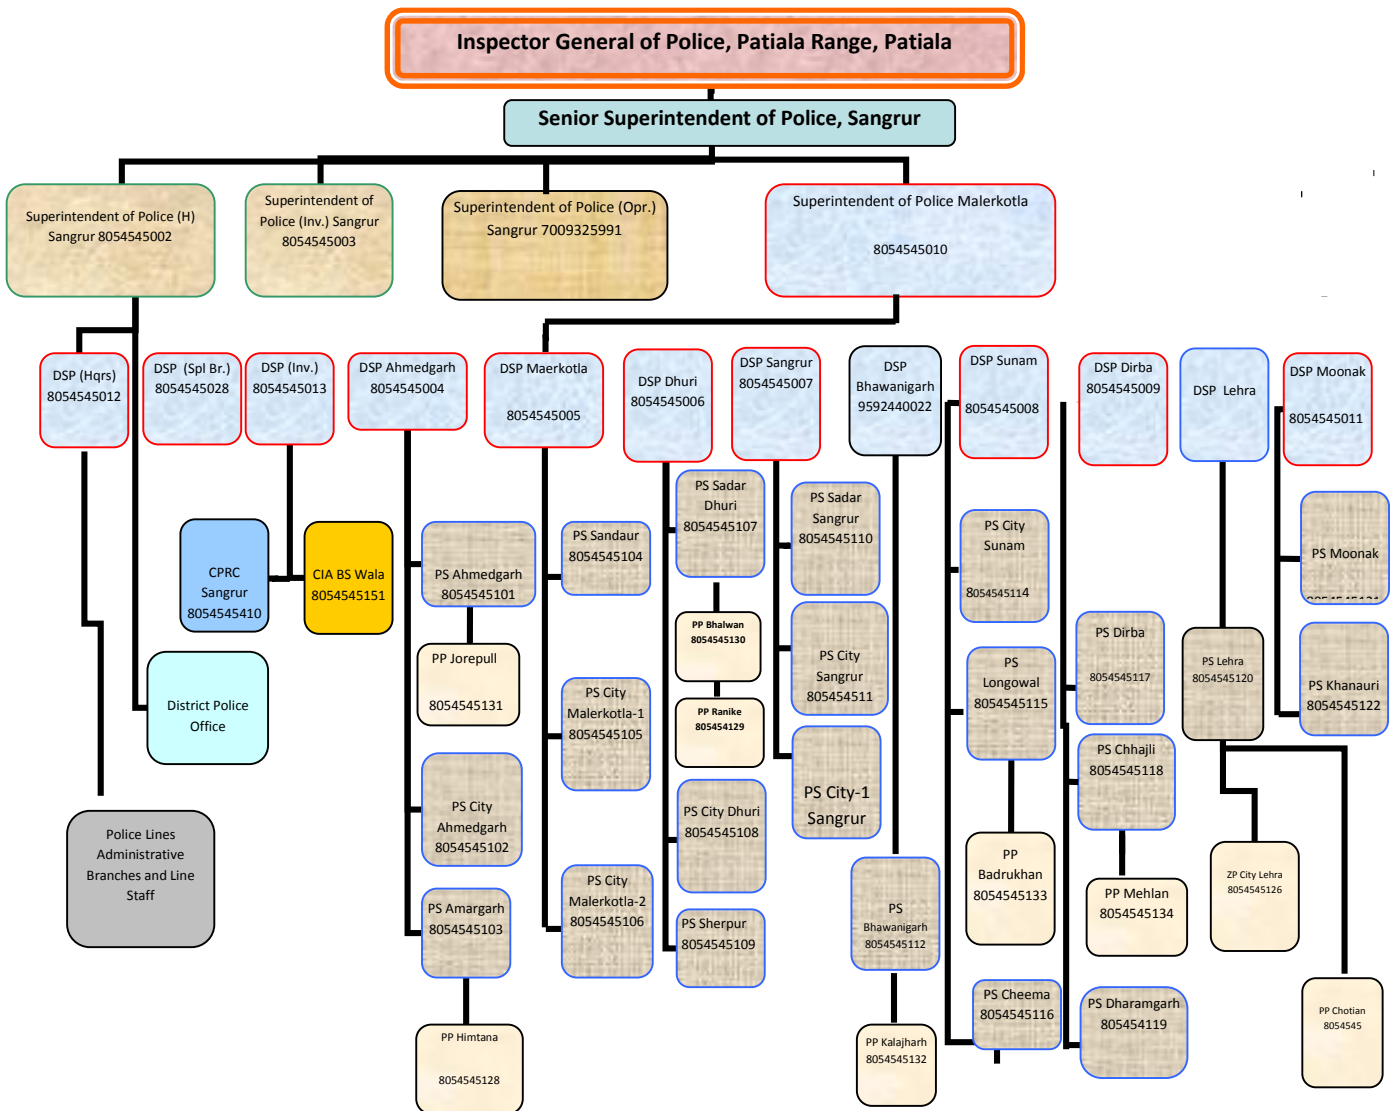 Inspector General of Police, Patiala Range, Patiala
Senior Superintendent of Police, Sangrur
Superintendent of Police (H)
Sangrur 8054545002
Superintendent of
Police (Inv.) Sangrur
8054545003
Superintendent of Police (Opr.)
Sangrur 7009325991
Superintendent of Police Malerkotla
8054545010
DSP (Hqrs)
8054545012
DSP (Spl Br.)
8054545028
DSP (Inv.)
8054545013
DSP Ahmedgarh
8054545004
DSP Maerkotla
8054545005
DSP Dhuri
8054545006
DSP Sangrur
8054545007
DSP
Bhawanigarh
9592440022
DSP Sunam
8054545008
DSP Dirba
8054545009
DSP Lehra
DSP Moonak
8054545011
CPRC
Sangrur
8054545410
CIA BS Wala
8054545151
District Police
Office
Police Lines
Administrative
Branches and Line
Staff
PS Ahmedgarh
8054545101
PP Jorepull
8054545131
PS City
Ahmedgarh
8054545102
PS Amargarh
8054545103
PP Himtana
8054545128
PS Sandaur
8054545104
PS City
Malerkotla-1
8054545105
PS City
Malerkotla-2
8054545106
PS Sadar
Dhuri
8054545107
PP Bhalwan
8054545130
PP Ranike
805454129
PS City Dhuri
8054545108
PS Sherpur
8054545109
PS Sadar
Sangrur
8054545110
PS City
Sangrur
805454511
PS City-1
Sangrur
PS
Bhawanigarh
8054545112
PP Kalajharh
8054545132
PS City
Sunam
8054545114
PS
Longowal
8054545115
PP
Badrukhan
8054545133
PS Cheema
8054545116
PS Dirba
8054545117
PS Chhajli
8054545118
PP Mehlan
8054545134
PS Dharamgarh
805454119
PS Lehra
8054545120
ZP City Lehra
8054545126
PP Chotian
8054545
PS Moonak
PS Khanauri
8054545122